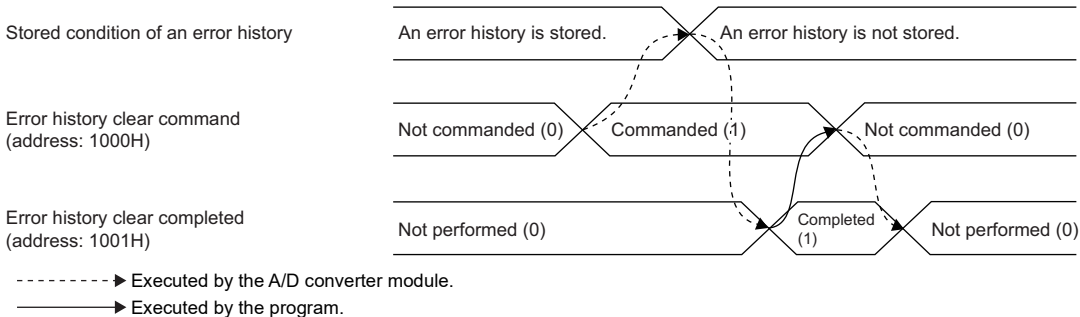 Stored condition of an error history
An error history is stored.
An error history is not stored.
Error history clear command
(address: 1000H)
Not commanded (0)
Commanded (1)
Not commanded (0)
Error history clear completed
(address: 1001H)
Not performed (0)
Completed
(1)
Not performed (0)
Executed by the A/D converter module.
Executed by the program.